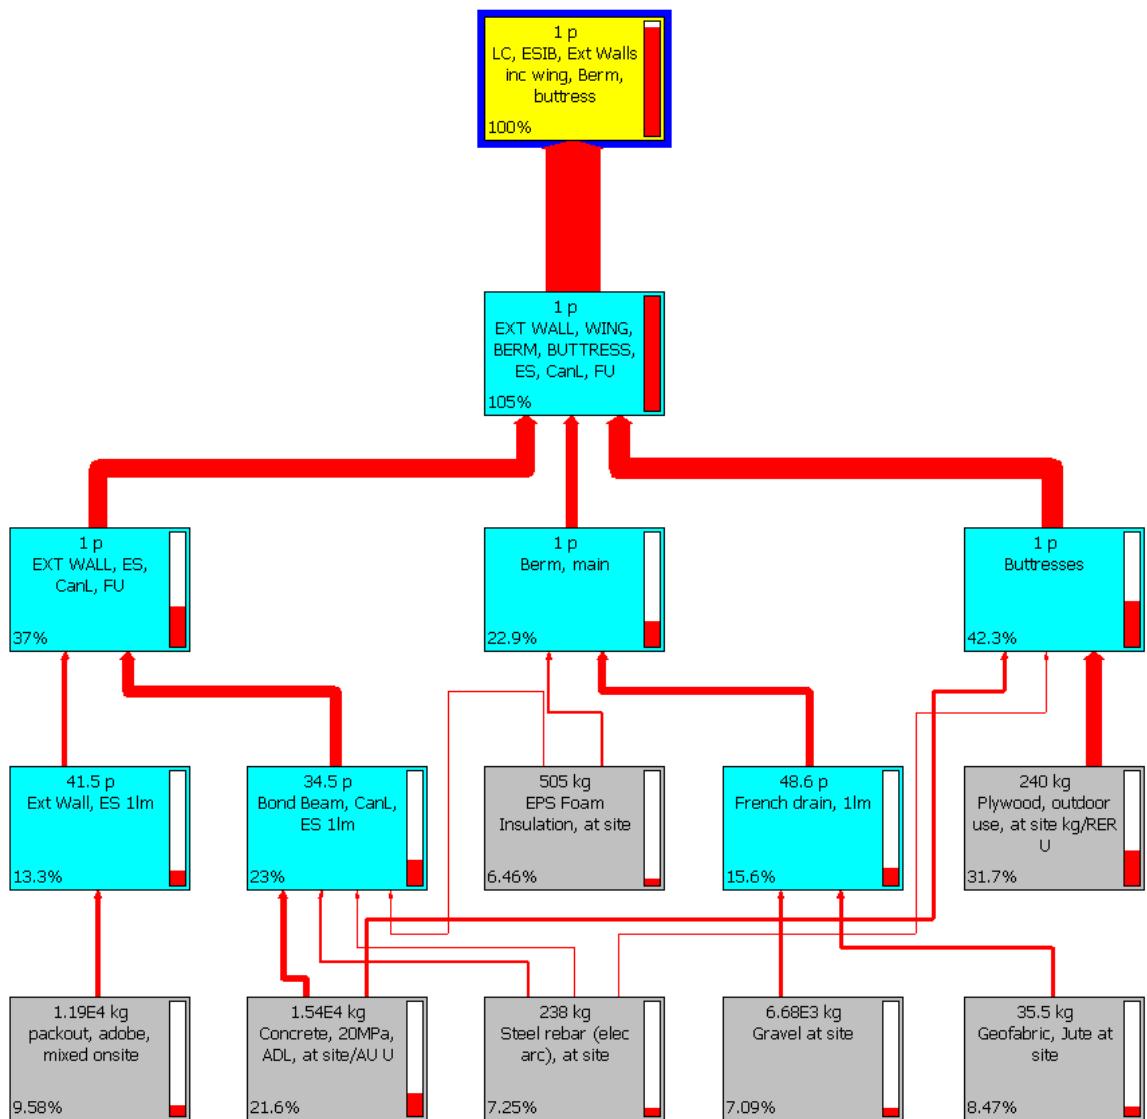 1 p
LC, ESIB, Ext Walls
inc wing, Berm,
buttress
100%
1 p
EXT WALL, WING,
BERM, BUTTRESS,
ES, CanL, FU
105%
1 p
EXT WALL, ES,
CanL, FU
37%
1 p
Berm, main
22.9%
1 p
Buttresses
42.3%
41.5 p
Ext Wall, ES 1lm
13.3%
34.5 p
Bond Beam, CanL,
ES 1lm
23%
505 kg
EPS Foam
Insulation, at site
6.46%
48.6 p
French drain, 1lm
15.6%
240 kg
Plywood, outdoor
use, at site kg/RER
U
31.7%
1.19E4 kg
packout, adobe,
mixed onsite
9.58%
1.54E4 kg
Concrete, 20MPa,
ADL, at site/AU U
21.6%
238 kg
Steel rebar (elec
arc), at site
7.25%
6.68E3 kg
Gravel at site
7.09%
35.5 kg
Geofabric, Jute at
site
8.47%